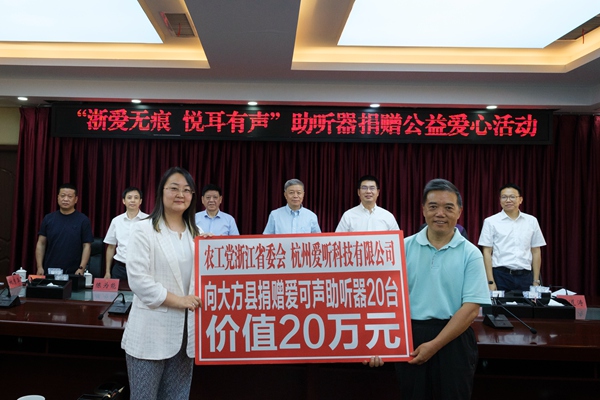 “浙爱无痕 悦耳有声”助听器捐赠公益爱心活动
农工党浙江省委会 杭州爱听科技有限公司
向大方县捐赠爱可声助听器20台
价值20万元